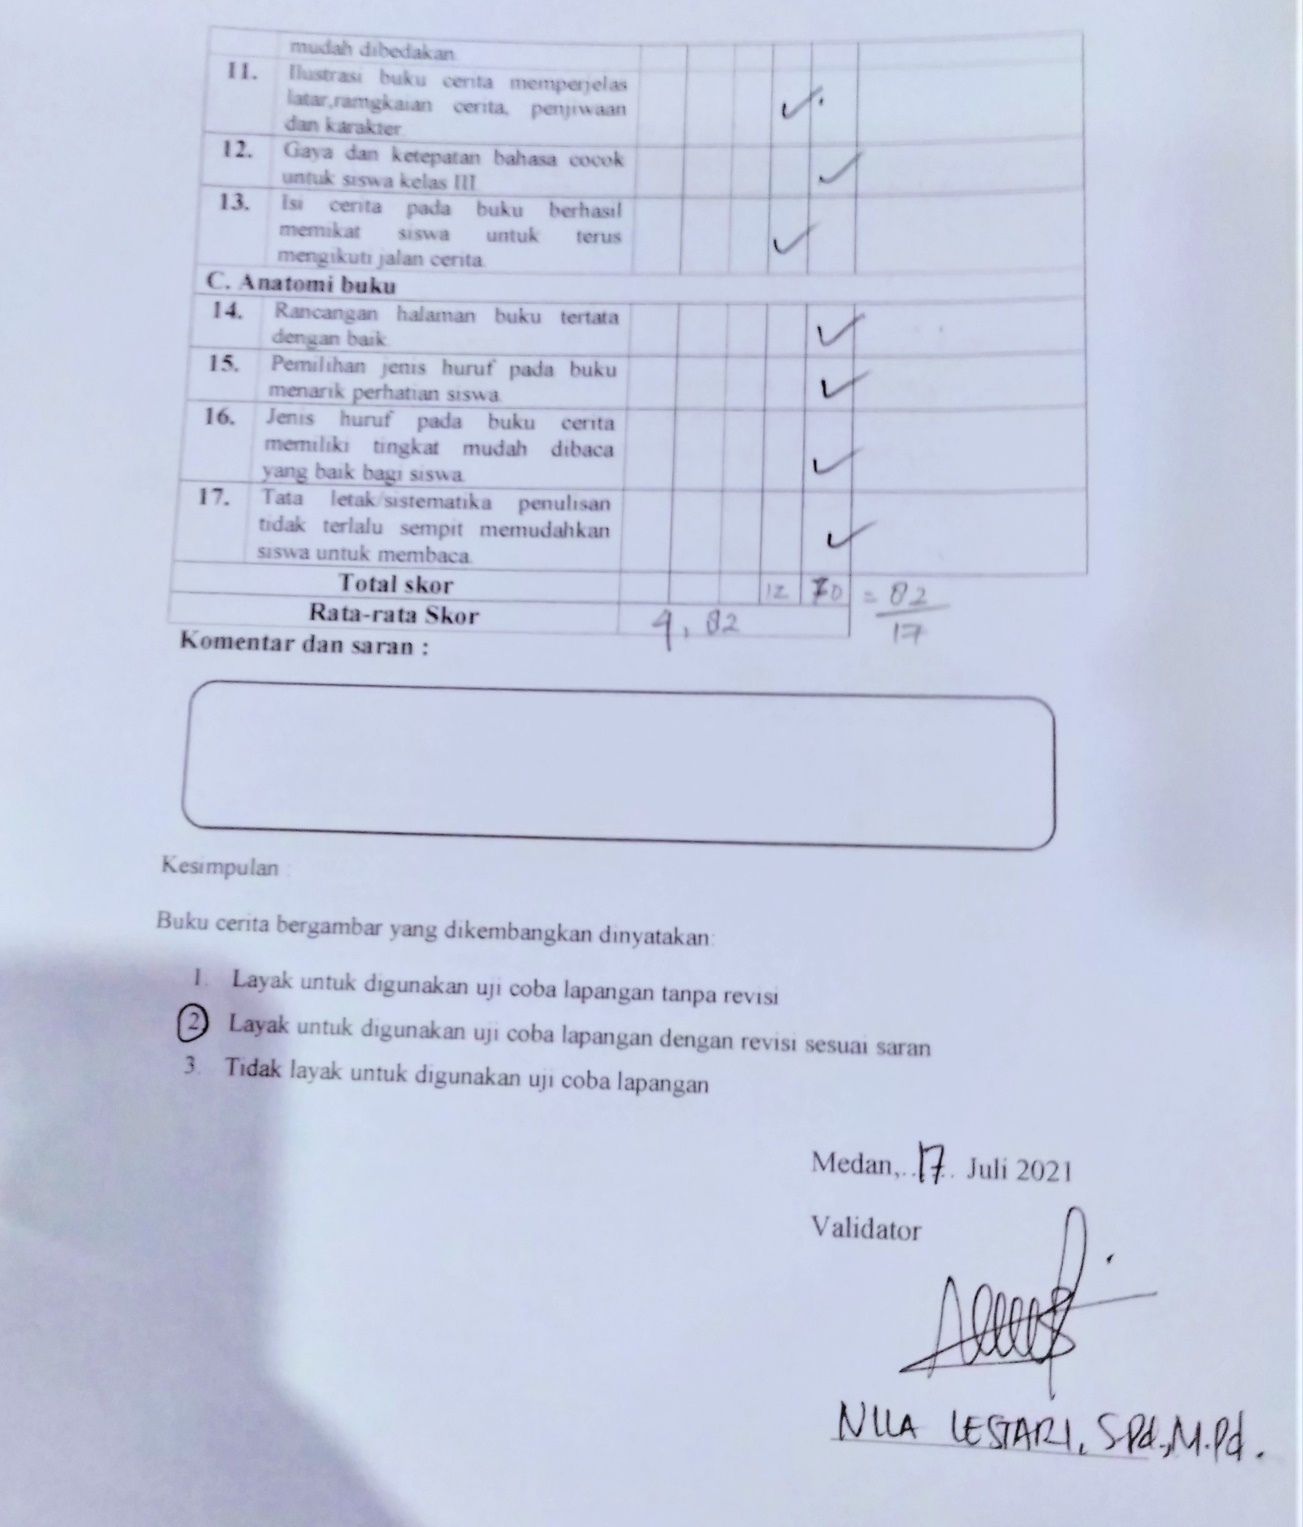 mudah dibedakan.
11. Ilustrasi buku cerita memperjelas
latar,ramgkaian cerita, penjiwaan
dan karakter.
12. Gaya dan ketepatan bahasa cocok
untuk siswa kelas III.
13. Isi cerita pada buku berhasil
memikat siswa untuk terus
mengikuti jalan cerita.
C. Anatomi buku
14. Rancangan halaman buku tertata
dengan baik.
15. Pemilihan jenis huruf pada buku
menarik perhatian siswa.
16. Jenis huruf pada buku cerita
memiliki tingkat mudah dibaca
yang baik bagi siswa.
17. Tata letak/sistematika penulisan
tidak terlalu sempit memudahkan
siswa untuk membaca.
Total skor 12 70 = 82
17
Rata-rata Skor 4,82
Komentar dan saran :
Kesimpulan :
Buku cerita bergambar yang dikembangkan dinyatakan:
1. Layak untuk digunakan uji coba lapangan tanpa revisi
2. Layak untuk digunakan uji coba lapangan dengan revisi sesuai saran
3. Tidak layak untuk digunakan uji coba lapangan
Medan,..17.. Juli 2021
Validator
NILA LESTARI, S.Pd.,M.Pd.